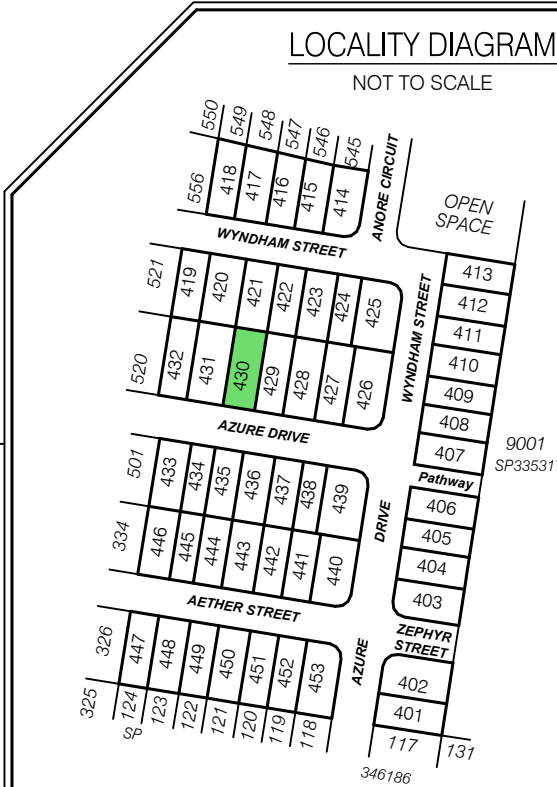 LOCALITY DIAGRAM
NOT TO SCALE
550 549 548 547 546 545
556 418 417 416 415 414
ANORE CIRCUIT
OPEN
SPACE
WYNDHAM STREET
521 419 420 421 422 423 424 425
520 432 431 430 429 428 427 426
WYNDHAM STREET
413
412
411
410
409
408
407
9001
SP335317
Pathway
AZURE DRIVE
501 433 434 435 436 437 438 439
334 446 445 444 443 442 441 440
DRIVE
406
405
404
403
AETHER STREET
ZEPHYR
STREET
326 447 448 449 450 451 452 453
AZURE
402
401
325 124 123 122 121 120 119 118
SP
117 131
346186